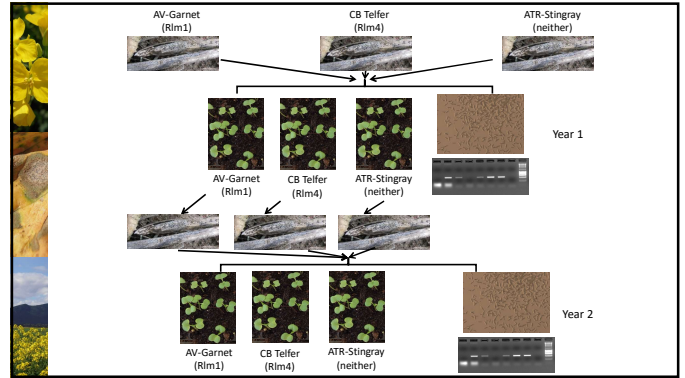 AV-Garnet
(Rlm1)
CB Telfer
(Rlm4)
ATR-Stingray
(neither)
Year 1
AV-Garnet
(Rlm1)
CB Telfer
(Rlm4)
ATR-Stingray
(neither)
Year 2
AV-Garnet
(Rlm1)
CB Telfer
(Rlm4)
ATR-Stingray
(neither)